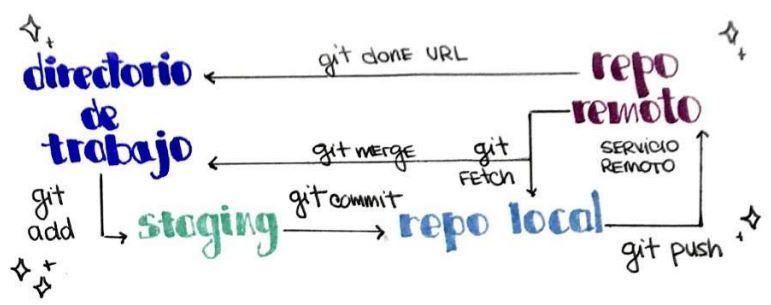 git clone URL
directorio
de
trabajo
repo
remoto
SERVICIO
REMOTO
git merge
git
FEtch
git
add
staging
git commit
repo local
git push